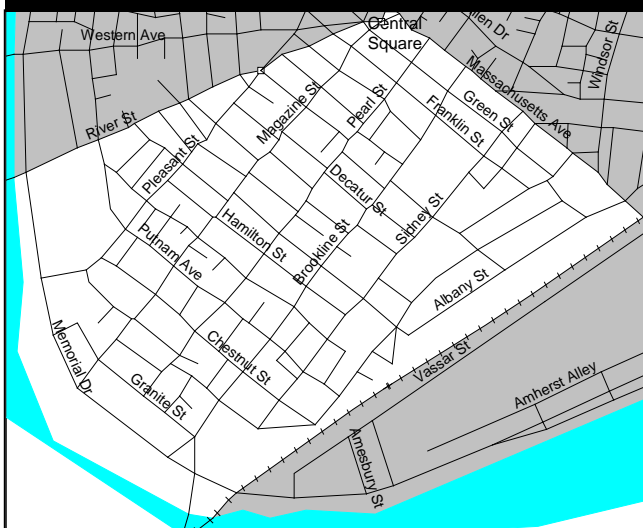 Central
Square
Western Ave
Windsor St
Massachusetts Ave
River St
Magazine St
Pearl St
Green St
Franklin St
Pleasant St
Decatur St
Sidney St
Hamilton St
Putnam Ave
Brookline St
Albany St
Memorial Dr
Chestnut St
Granite St
Vassar St
Amherst Alley
Amesbury St